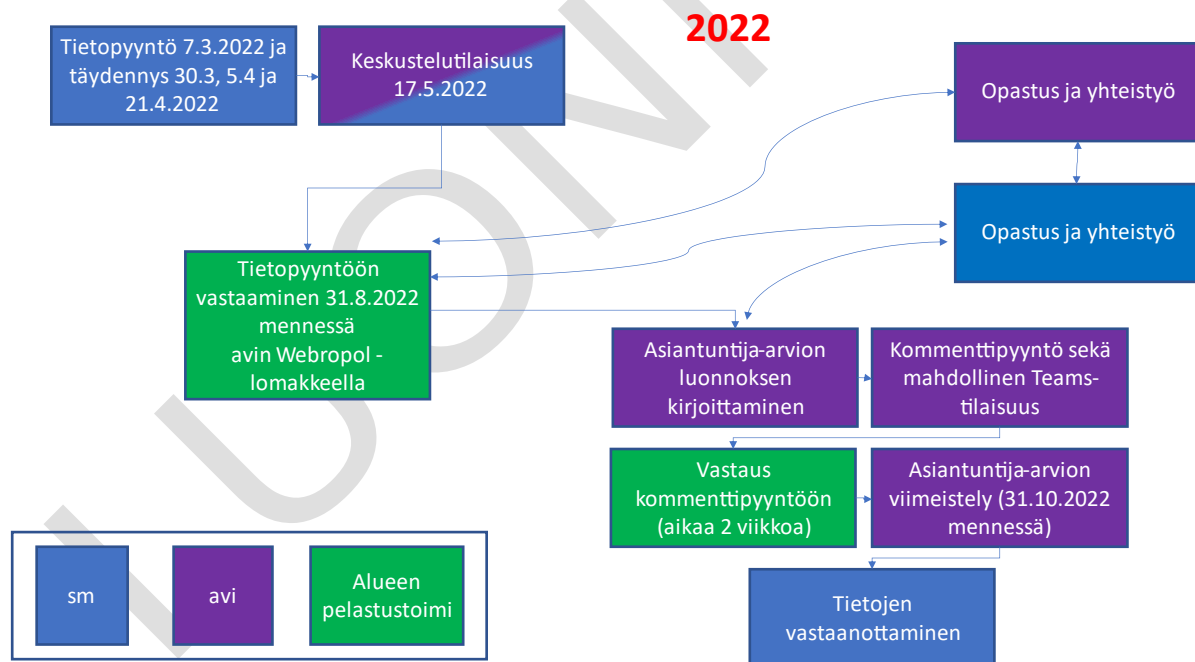 2022
Tietopyyntö 7.3.2022 ja
täydennys 30.3, 5.4 ja
21.4.2022
Keskustelutilaisuus
17.5.2022
Opastus ja yhteistyö
Opastus ja yhteistyö
Tietopyyntöön
vastaaminen 31.8.2022
mennessä
avin Webropol -
lomakkeella
Asiantuntija-arvion
luonnoksen
kirjoittaminen
Kommenttipyyntö sekä
mahdollinen Teams-
tilaisuus
Vastaus
kommenttipyyntöön
(aikaa 2 viikkoa)
Asiantuntija-arvion
viimeistely (31.10.2022
mennessä)
Tietojen
vastaanottaminen
sm
avi
Alueen
pelastustoimi